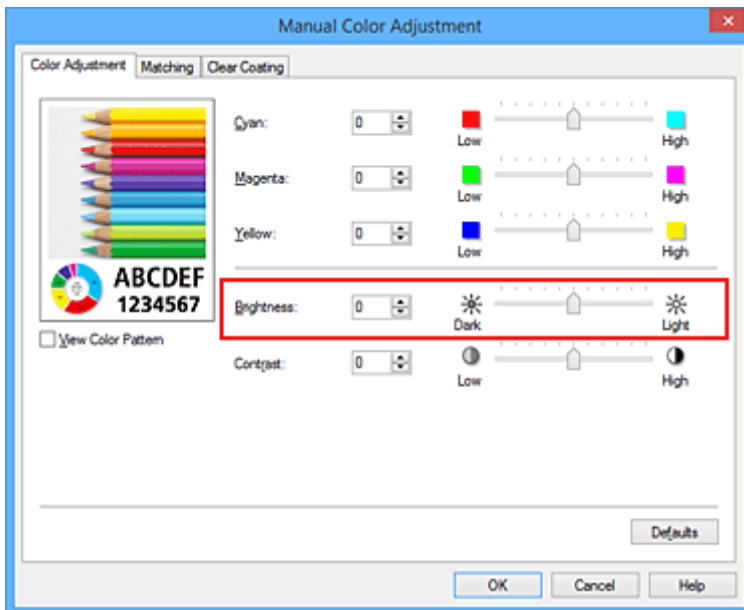 Manual Color Adjustment
Color Adjustment Matching Clear Coating
Cyan: 0 Low High
Magenta: 0 Low High
Yellow: 0 Low High
ABCDEF
1234567
Brightness: 0 Dark Light
View Color Pattern
Contrast: 0 Low High
Defaults
OK Cancel Help